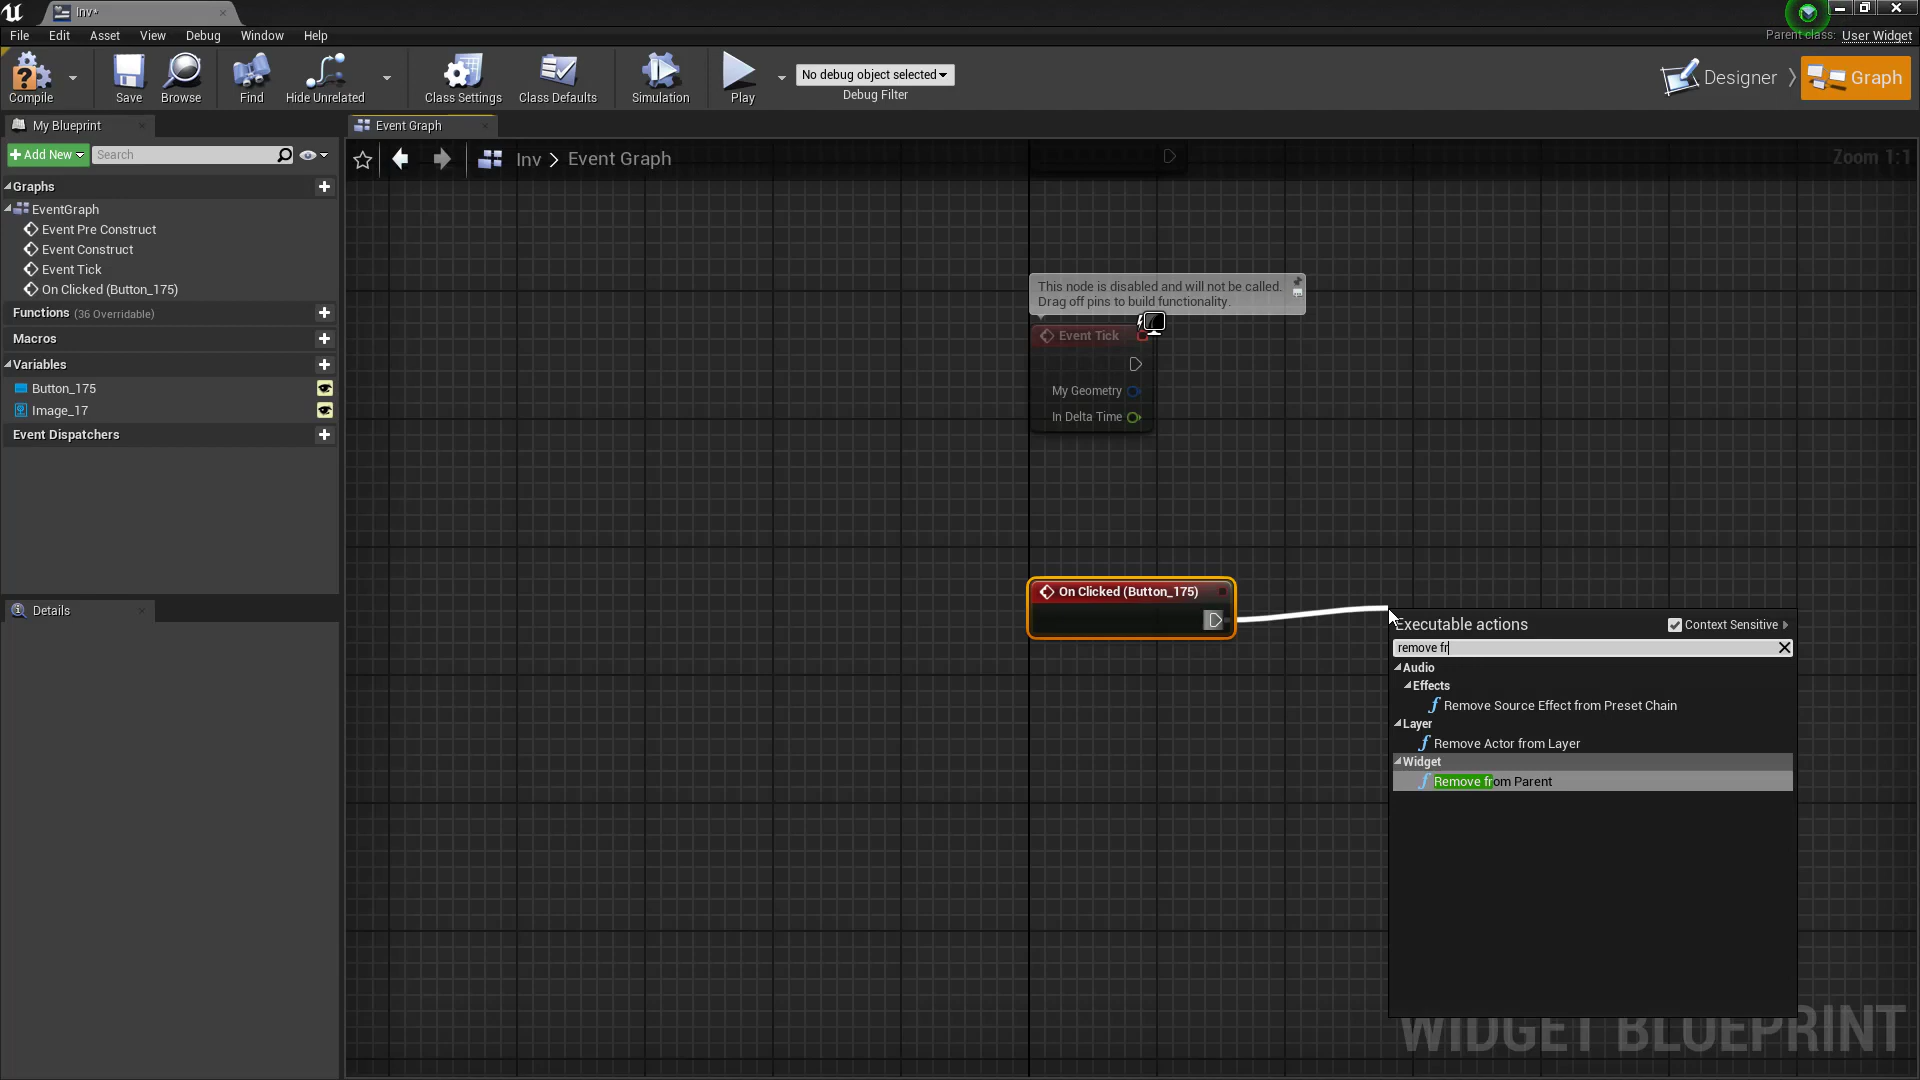 Inv*
File Edit Asset View Debug Window Help
Parent class: User Widget
Compile
Save
Browse
Find
Hide Unrelated
Class Settings
Class Defaults
Simulation
Play
No debug object selected
Debug Filter
Designer
Graph
My Blueprint
Event Graph
Add New
Search
Inv > Event Graph
Zoom 1:1
Graphs
EventGraph
Event Pre Construct
Event Construct
Event Tick
On Clicked (Button_175)
Functions (36 Overridable)
Macros
Variables
Button_175
Image_17
Event Dispatchers
Details
This node is disabled and will not be called.
Drag off pins to build functionality.
Event Tick
My Geometry
In Delta Time
On Clicked (Button_175)
Executable actions
Context Sensitive
remove fr
Audio
Effects
Remove Source Effect from Preset Chain
Layer
Remove Actor from Layer
Widget
Remove from Parent
WIDGET BLUEPRINT